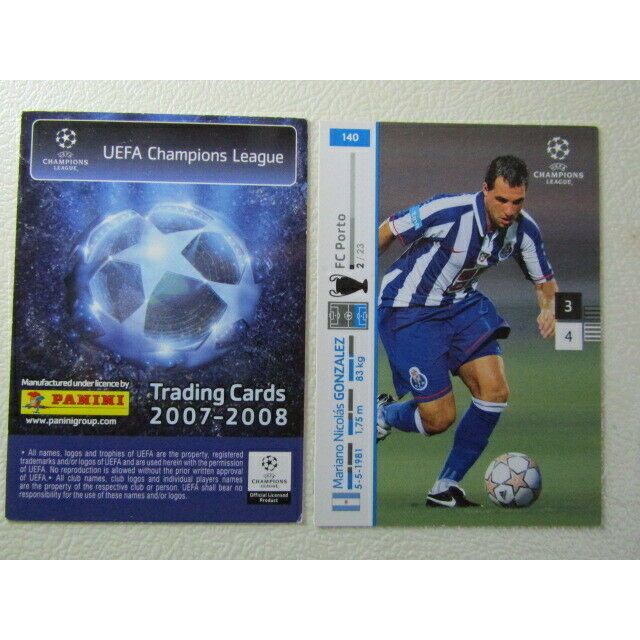 CHAMPIONS
LEAGUE
UEFA Champions League
Manufactured under licence by
PANINI
www.paninigroup.com
Trading Cards
2007-2008
• All names, logos and trophies of UEFA are the property, registered
trademarks and/or logos of UEFA and are used herein with the permission
of UEFA. No reproduction is allowed without the prior written permission
of UEFA. • All club names, club logos and individual players names
are the property of the respective club or person. UEFA shall bear no
responsibility for the use of these names and/or logos.
CHAMPIONS
LEAGUE
Official Licensed
Product
140
CHAMPIONS
LEAGUE
FC Porto
2 / 23
Mariano Nicolás GONZALEZ
5-5-1981 1,75 m 83 kg
3
4